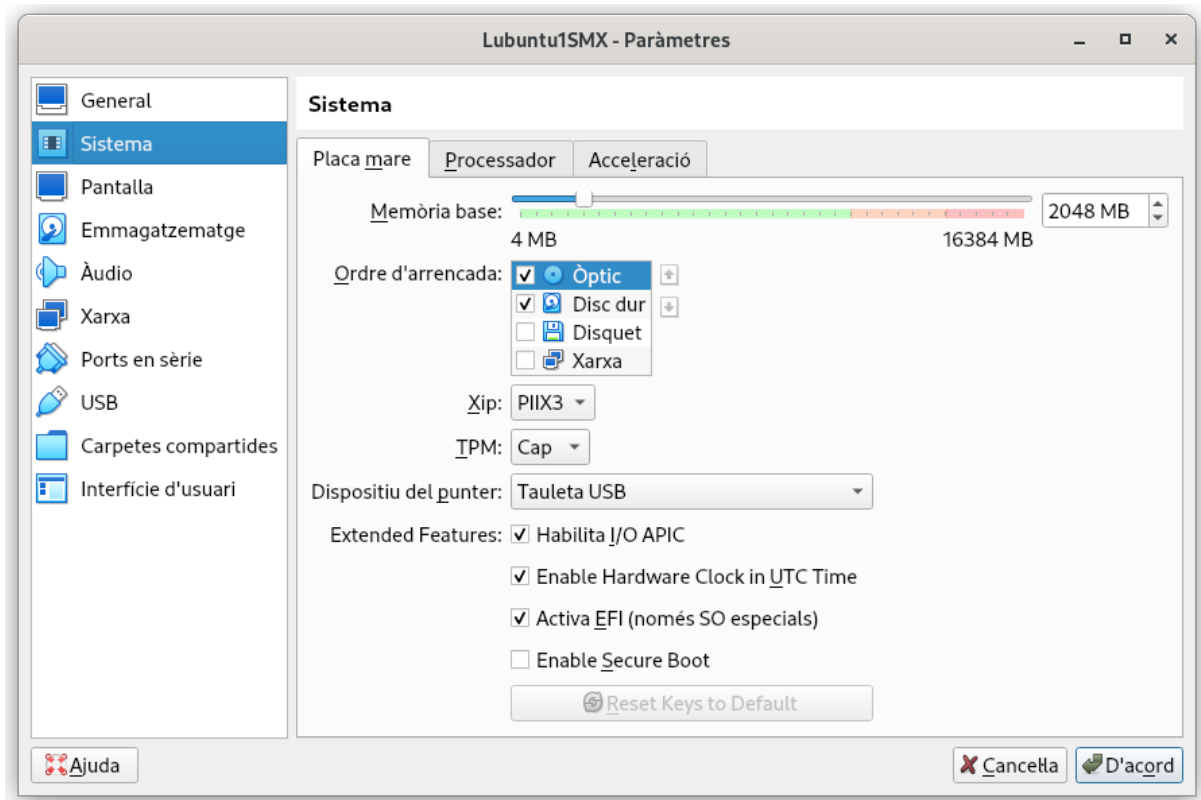 Lubuntu1SMX - Paràmetres
General
Sistema
Pantalla
Emmagatzematge
Àudio
Xarxa
Ports en sèrie
USB
Carpetes compartides
Interfície d'usuari
Sistema
Placa mare
Processador
Acceleració
Memòria base:
2048 MB
4 MB
16384 MB
Ordre d'arrencada:
Òptic
Disc dur
Disquet
Xarxa
Xip:
PIIX3
TPM:
Cap
Dispositiu del punter:
Tauleta USB
Extended Features:
Habilita I/O APIC
Enable Hardware Clock in UTC Time
Activa EFI (només SO especials)
Enable Secure Boot
Reset Keys to Default
Ajuda
Canceŀla
D'acord